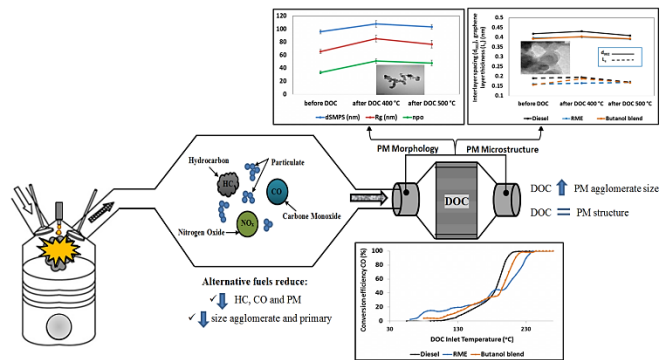 120
100
80
60
40
20
0
before DOC
after DOC 400 °C
after DOC 500 °C
dSMPS (nm)
Rg (nm)
npo
Interlayer spacing (d002), graphene
layer thickness (Lc) (nm)
0.5
0.45
0.4
0.35
0.3
0.25
0.2
0.15
0.1
d002
before DOC
after DOC 400 °C
after DOC 500 °C
Diesel
RME
Butanol blend
PM Morphology
PM Microstructure
Hydrocarbon
Particulate
HC
CO
NOx
Carbone Monoxide
Nitrogen Oxide
DOC
DOC PM agglomerate size
DOC PM structure
Alternative fuels reduce:
✓ HC, CO and PM
✓ size agglomerate and primary
Conversion efficiency CO (%)
100
80
60
40
20
0
30
130
230
DOC Inlet Temperature (°C)
Diesel
RME
Butanol blend